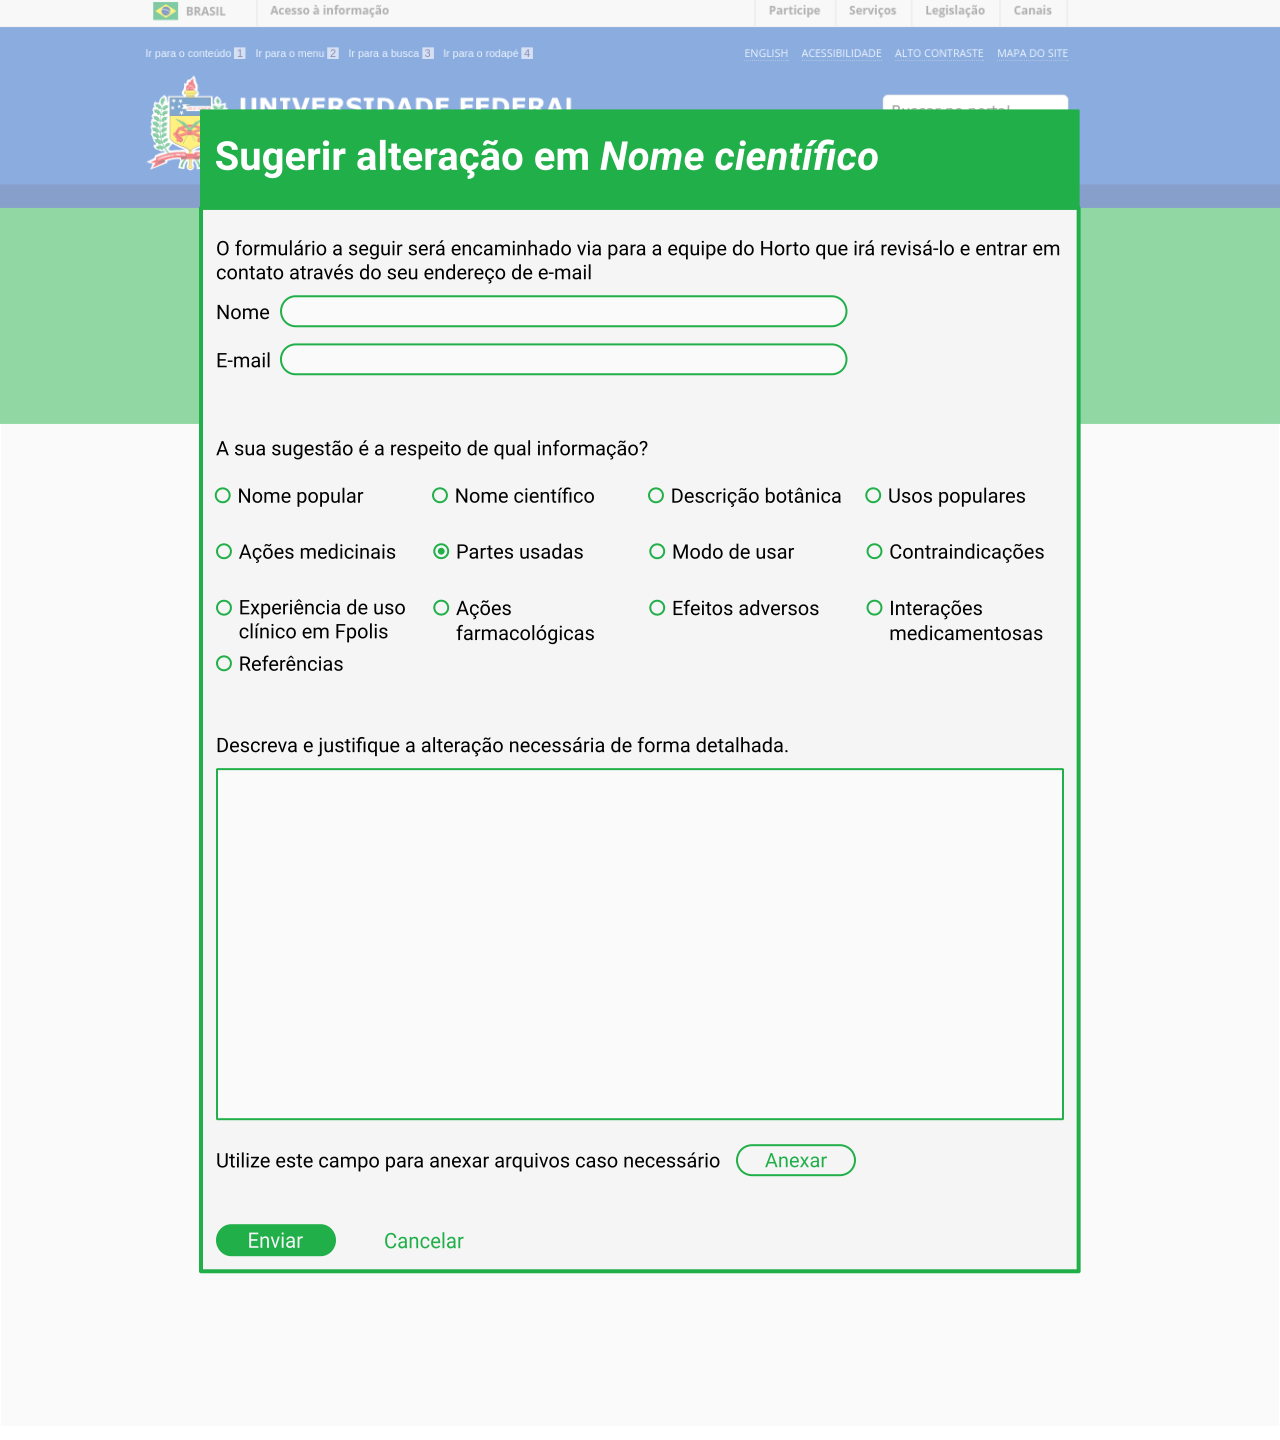 BRASIL Acesso à informação Participe Serviços Legislação Canais
Ir para o conteúdo 1 Ir para o menu 2 Ir para a busca 3 Ir para o rodapé 4 ENGLISH ACESSIBILIDADE ALTO CONTRASTE MAPA DO SITE
UNIVERSIDADE FEDERAL
Buscar no portal
Sugerir alteração em Nome científico
O formulário a seguir será encaminhado via para a equipe do Horto que irá revisá-lo e entrar em
contato através do seu endereço de e-mail
Nome
E-mail
A sua sugestão é a respeito de qual informação?
Nome popular Nome científico Descrição botânica Usos populares
Ações medicinais Partes usadas Modo de usar Contraindicações
Experiência de uso Ações Efeitos adversos Interações
clínico em Fpolis farmacológicas medicamentosas
Referências
Descreva e justifique a alteração necessária de forma detalhada.
Utilize este campo para anexar arquivos caso necessário Anexar
Enviar Cancelar